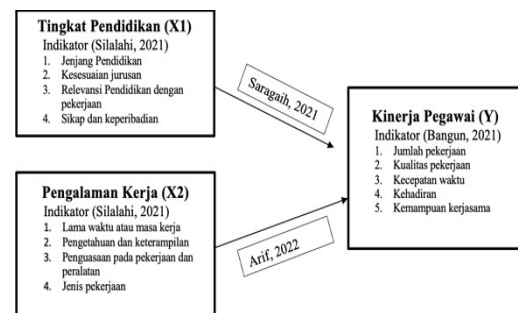 Tingkat Pendidikan (X1)
Indikator (Silalahi, 2021)
1. Jenjang Pendidikan
2. Kesesuaian jurusan
3. Relevansi Pendidikan dengan
pekerjaan
4. Sikap dan keperibadian
Saragaih, 2021
Kinerja Pegawai (Y)
Indikator (Bangun, 2021)
1. Jumlah pekerjaan
2. Kualitas pekerjaan
3. Kecepatan waktu
4. Kehadiran
5. Kemampuan kerjasama
Pengalaman Kerja (X2)
Indikator (Silalahi, 2021)
1. Lama waktu atau masa kerja
2. Pengetahuan dan keterampilan
3. Penguasaan pada pekerjaan dan
peralatan
4. Jenis pekerjaan
Arif, 2022